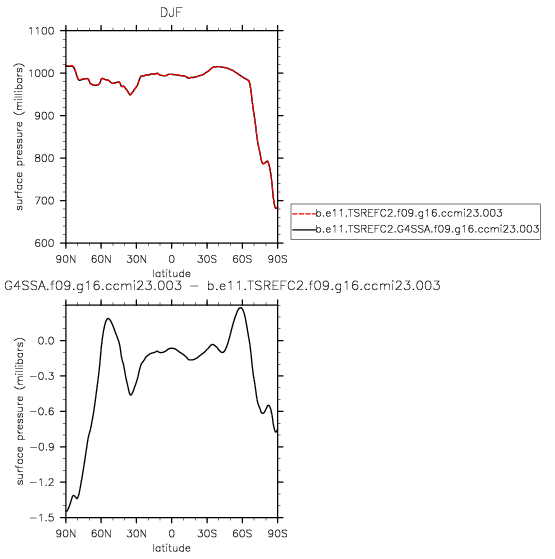 DJF
surface pressure (millibars)
1100
1000
900
800
700
600
90N 60N 30N 0 30S 60S 90S
latitude
b.e11.TSREFC2.f09.g16.ccmi23.003
b.e11.TSREFC2.G4SSA.f09.g16.ccmi23.003
G4SSA.f09.g16.ccmi23.003 − b.e11.TSREFC2.f09.g16.ccmi23.003
surface pressure (millibars)
0.0
−0.3
−0.6
−0.9
−1.2
−1.5
90N 60N 30N 0 30S 60S 90S
latitude